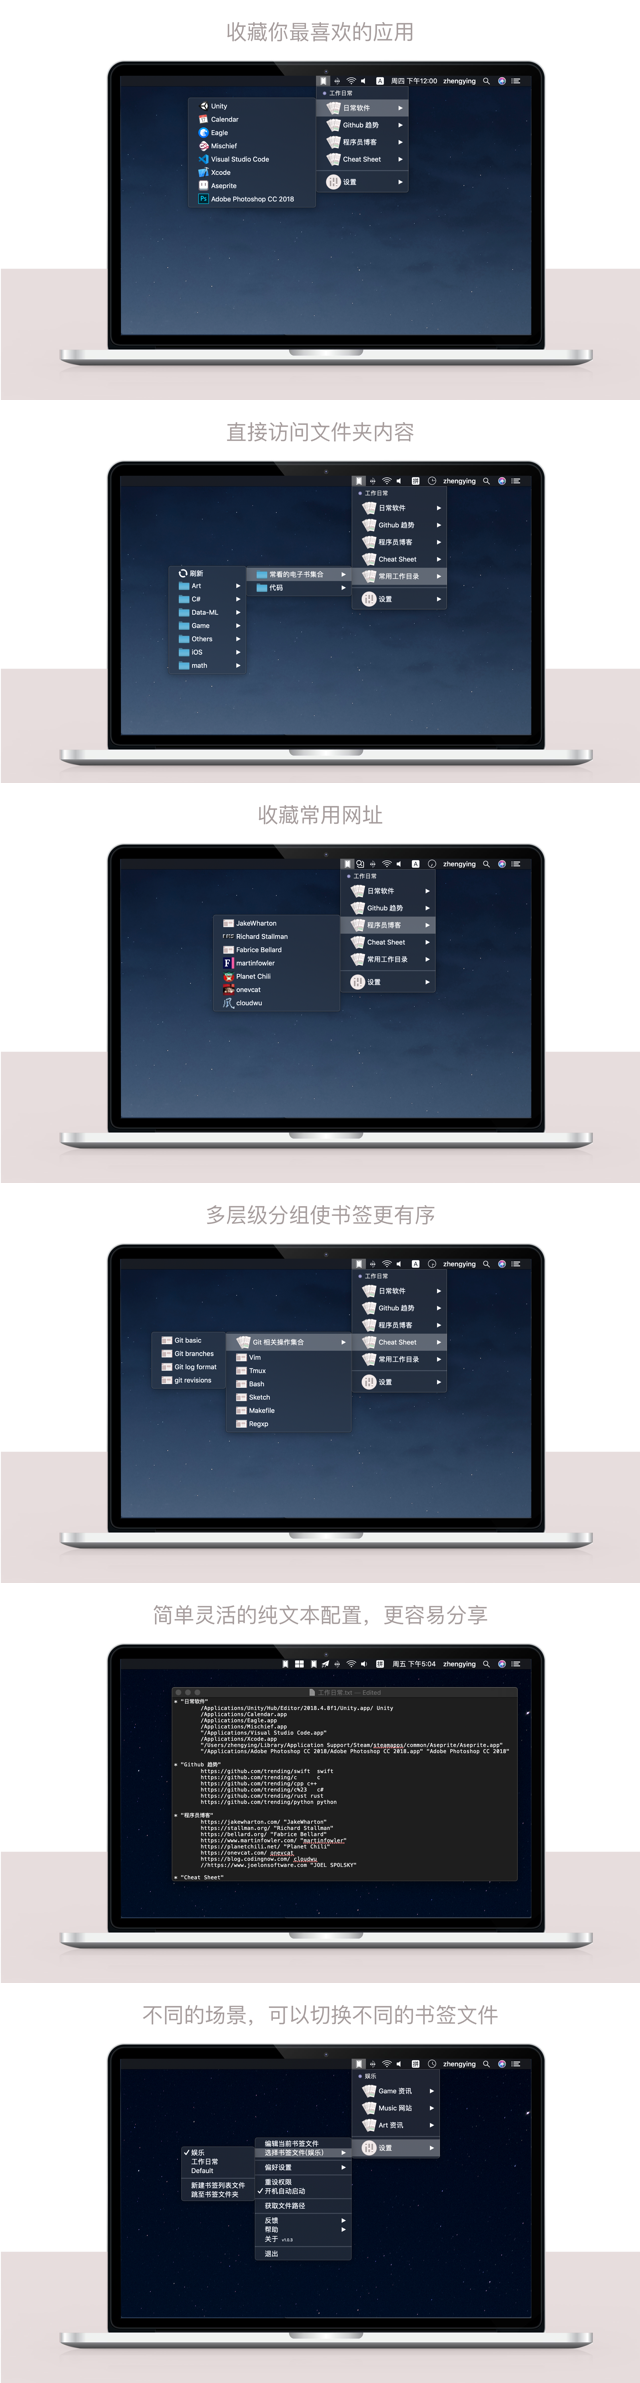 收藏你最喜欢的应用
周四 下午12:00 zhengying
工作日常
日常软件
Github 趋势
程序员博客
Cheat Sheet
设置
Unity
Calendar
Eagle
Mischief
Visual Studio Code
Xcode
Aseprite
Adobe Photoshop CC 2018
直接访问文件夹内容
zhengying
工作日常
日常软件
Github 趋势
程序员博客
Cheat Sheet
常用工作目录
设置
常看的电子书集合
代码
刷新
Art
C#
Data-ML
Game
Others
iOS
math
收藏常用网址
zhengying
工作日常
日常软件
Github 趋势
程序员博客
Cheat Sheet
常用工作目录
设置
JakeWharton
Richard Stallman
Fabrice Bellard
martinfowler
Planet Chili
onevcat
cloudwu
多层级分组使书签更有序
zhengying
工作日常
日常软件
Github 趋势
程序员博客
Cheat Sheet
常用工作目录
设置
Git 相关操作集合
Vim
Tmux
Bash
Sketch
Makefile
Regxp
Git basic
Git branches
Git log format
git revisions
简单灵活的纯文本配置，更容易分享
周五 下午5:04 zhengying
工作日常.txt — Edited
* "日常软件"
/Applications/Unity/Hub/Editor/2018.4.8f1/Unity.app/ Unity
/Applications/Calendar.app
/Applications/Eagle.app
/Applications/Mischief.app
"/Applications/Visual Studio Code.app"
/Applications/Xcode.app
"/Users/zhengying/Library/Application Support/Steam/steamapps/common/Aseprite/Aseprite.app"
"/Applications/Adobe Photoshop CC 2018/Adobe Photoshop CC 2018.app" "Adobe Photoshop CC 2018"
* "Github 趋势"
https://github.com/trending/swift swift
https://github.com/trending/c c
https://github.com/trending/cpp c++
https://github.com/trending/c%23 c#
https://github.com/trending/rust rust
https://github.com/trending/python python
* "程序员博客"
https://jakewharton.com/ "JakeWharton"
https://stallman.org/ "Richard Stallman"
https://bellard.org/ "Fabrice Bellard"
https://www.martinfowler.com/ "martinfowler"
https://planetchili.net/ "Planet Chili"
https://onevcat.com/ onevcat
https://blog.codingnow.com/ cloudwu
//https://www.joelonsoftware.com "JOEL SPOLSKY"
* "Cheat Sheet"
不同的场景，可以切换不同的书签文件
zhengying
娱乐
Game 资讯
Music 网站
Art 资讯
设置
编辑当前书签文件
选择书签文件(娱乐)
偏好设置
重设权限
开机自动启动
获取文件路径
反馈
帮助
关于
退出
娱乐
工作日常
Default
新建书签列表文件
跳至书签文件夹